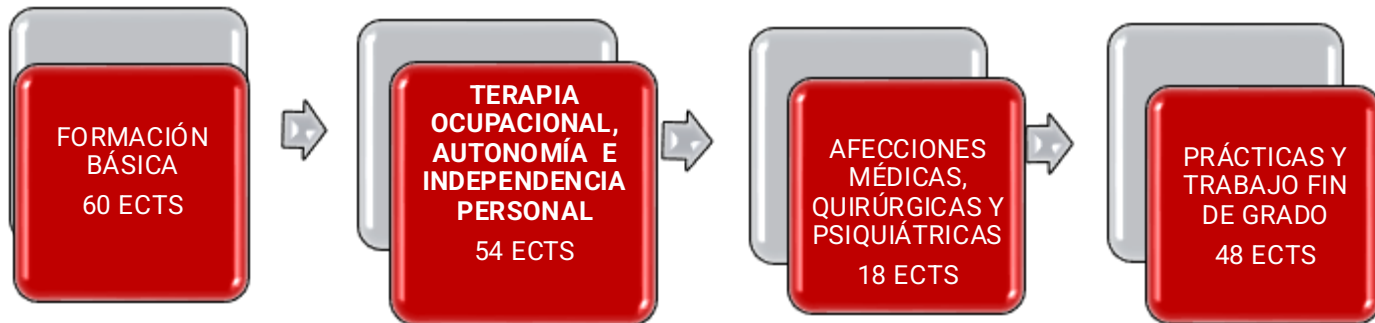 FORMACIÓN
BÁSICA
60 ECTS
TERAPIA
OCUPACIONAL,
AUTONOMÍA E
INDEPENDENCIA
PERSONAL
54 ECTS
AFECCIONES
MÉDICAS,
QUIRÚRGICAS Y
PSIQUIÁTRICAS
18 ECTS
PRÁCTICAS Y
TRABAJO FIN
DE GRADO
48 ECTS